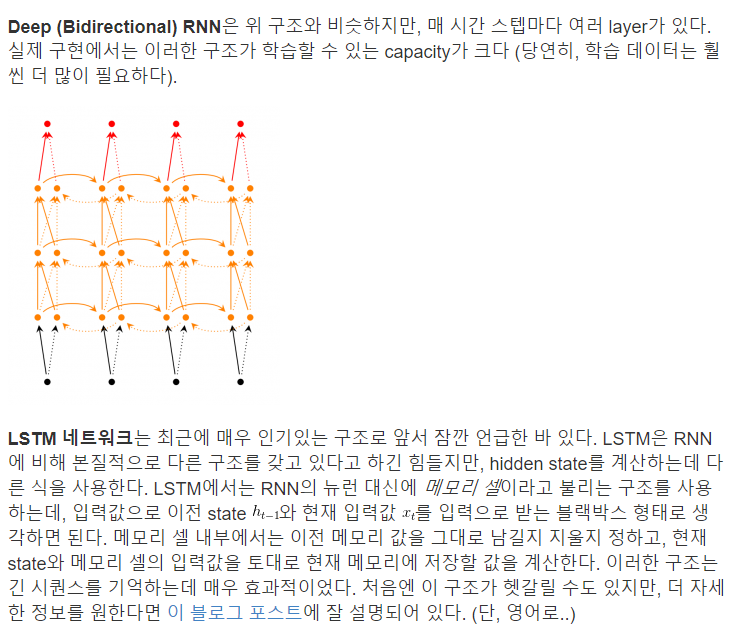 Deep (Bidirectional) RNN은 위 구조와 비슷하지만, 매 시간 스텝마다 여러 layer가 있다.
실제 구현에서는 이러한 구조가 학습할 수 있는 capacity가 크다 (당연히, 학습 데이터는 훨
씬 더 많이 필요하다).
LSTM 네트워크는 최근에 매우 인기있는 구조로 앞서 잠깐 언급한 바 있다. LSTM은 RNN
에 비해 본질적으로 다른 구조를 갖고 있다고 하긴 힘들지만, hidden state를 계산하는데 다
른 식을 사용한다. LSTM에서는 RNN의 뉴런 대신에 메모리 셀이라고 불리는 구조를 사용
하는데, 입력값으로 이전 state h_{t-1}와 현재 입력값 x_t를 입력으로 받는 블랙박스 형태로 생
각하면 된다. 메모리 셀 내부에서는 이전 메모리 값을 그대로 남길지 지울지 정하고, 현재
state와 메모리 셀의 입력값을 토대로 현재 메모리에 저장할 값을 계산한다. 이러한 구조는
긴 시퀀스를 기억하는데 매우 효과적이었다. 처음엔 이 구조가 헷갈릴 수도 있지만, 더 자세
한 정보를 원한다면 이 블로그 포스트에 잘 설명되어 있다. (단, 영어로..)